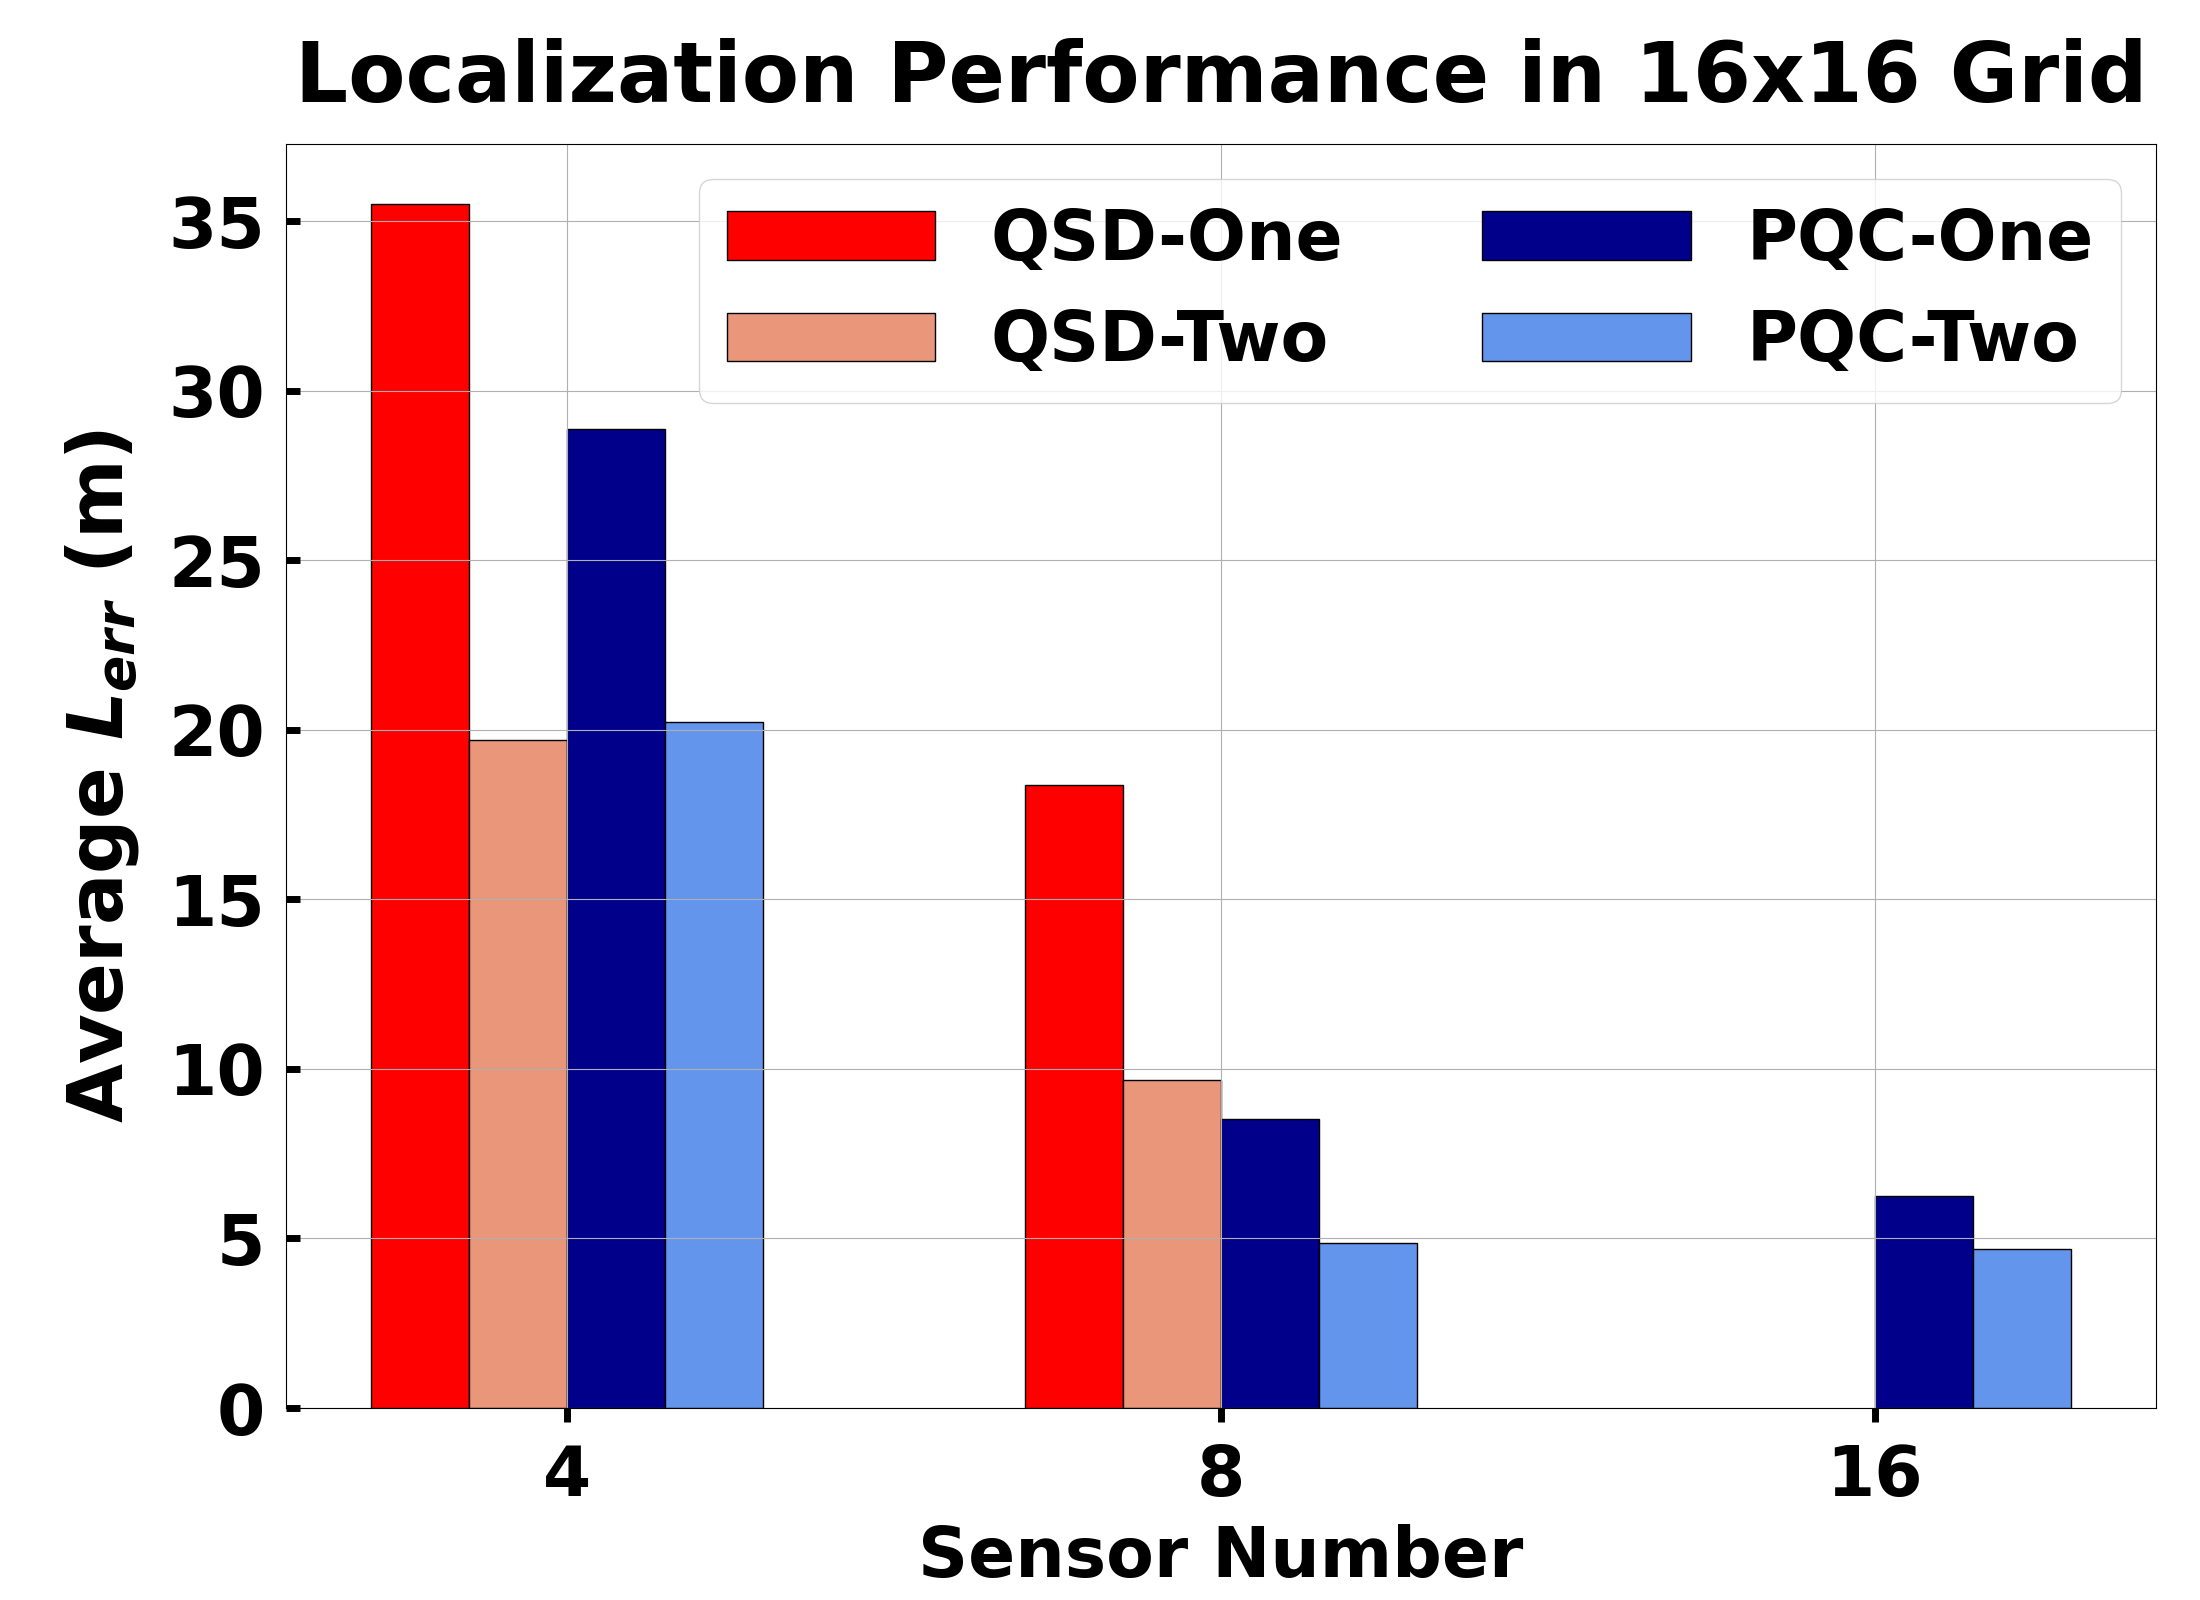 Localization Performance in 16x16 Grid
QSD-One
QSD-Two
PQC-One
PQC-Two
Average L_err (m)
35
30
25
20
15
10
5
0
4 8 16
Sensor Number